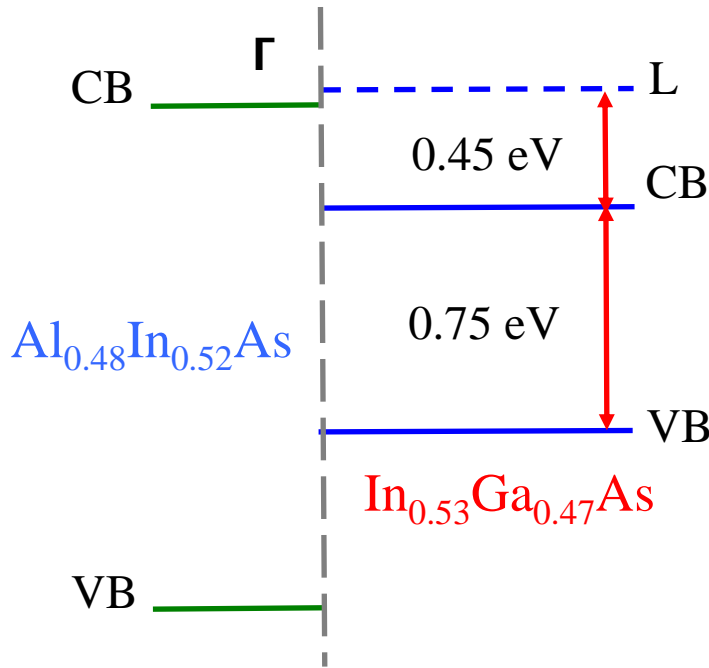 Γ
CB
L
0.45 eV
CB
0.75 eV
Al₀.₄₈In₀.₅₂As
VB
In₀.₅₃Ga₀.₄₇As
VB